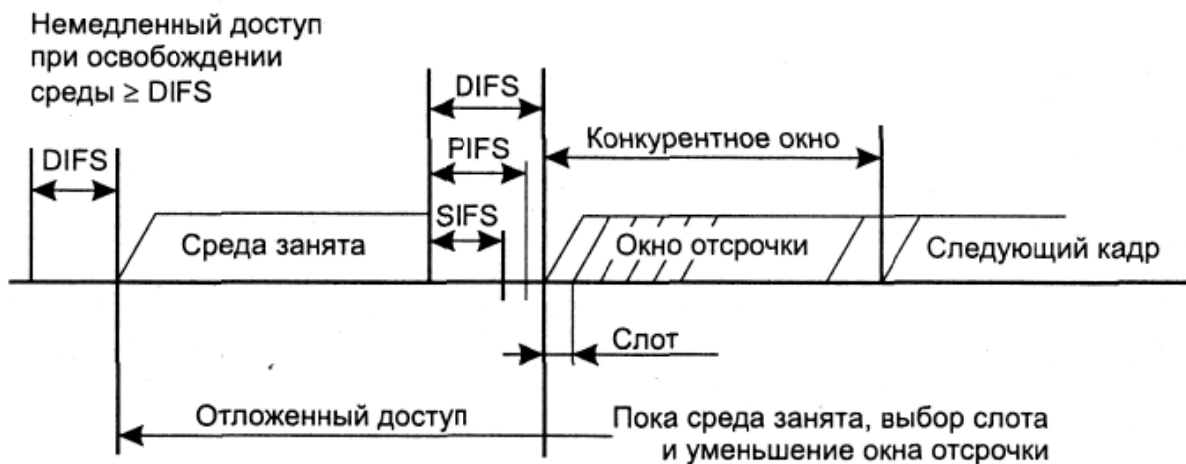 Немедленный доступ
при освобождении
среды ≥ DIFS
DIFS
DIFS
PIFS
SIFS
Конкурентное окно
Среда занята
Окно отсрочки
Следующий кадр
Слот
Отложенный доступ
Пока среда занята, выбор слота
и уменьшение окна отсрочки